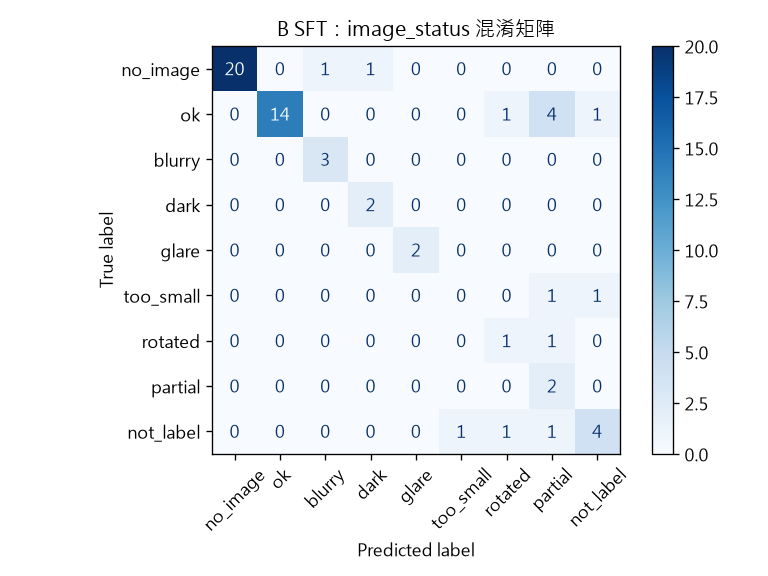 B SFT：image_status 混淆矩陣
True label
no_image 20 0 1 1 0 0 0 0 0
ok 0 14 0 0 0 0 1 4 1
blurry 0 0 3 0 0 0 0 0 0
dark 0 0 0 2 0 0 0 0 0
glare 0 0 0 0 2 0 0 0 0
too_small 0 0 0 0 0 0 0 1 1
rotated 0 0 0 0 0 0 1 1 0
partial 0 0 0 0 0 0 0 2 0
not_label 0 0 0 0 0 1 1 1 4
no_image ok blurry dark glare too_small rotated partial not_label
Predicted label
20.0
17.5
15.0
12.5
10.0
7.5
5.0
2.5
0.0